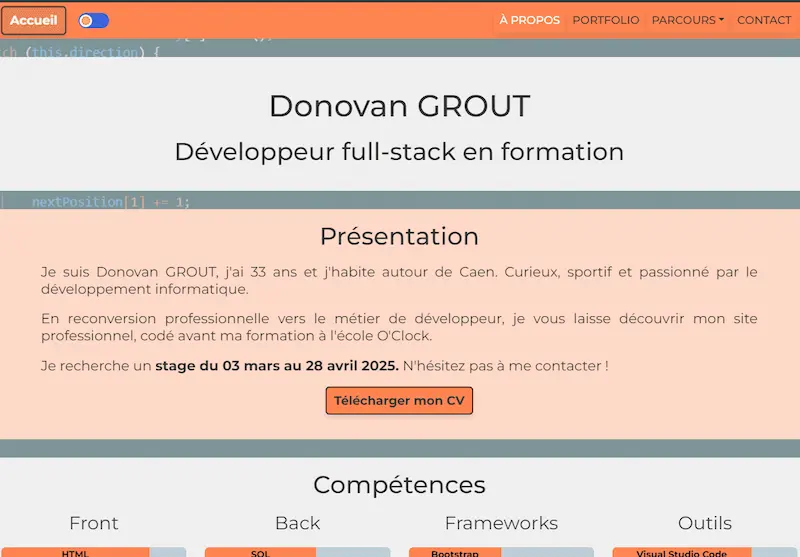 Accueil À PROPOS PORTFOLIO PARCOURS CONTACT
(this.direction) {
Donovan GROUT
Développeur full-stack en formation
nextPosition[1] += 1;
Présentation
Je suis Donovan GROUT, j'ai 33 ans et j'habite autour de Caen. Curieux, sportif et passionné par le
développement informatique.
En reconversion professionnelle vers le métier de développeur, je vous laisse découvrir mon site
professionnel, codé avant ma formation à l'école O'Clock.
Je recherche un stage du 03 mars au 28 avril 2025. N'hésitez pas à me contacter !
Télécharger mon CV
Compétences
Front Back Frameworks Outils
HTML SQL Bootstrap Visual Studio Code